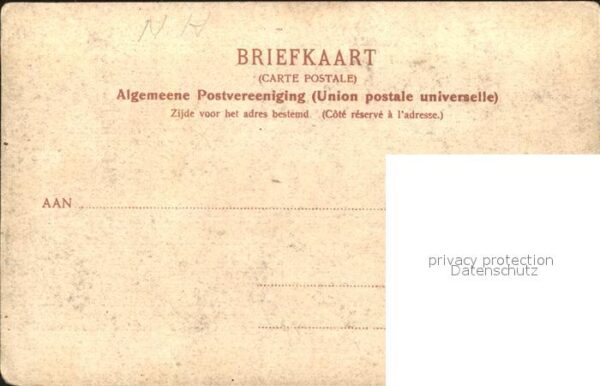 N H
BRIEFKAART
(CARTE POSTALE)
Algemeene Postvereeniging (Union postale universelle)
Zijde voor het adres bestemd. (Côté réservé à l'adresse.)
AAN
privacy protection
Datenschutz